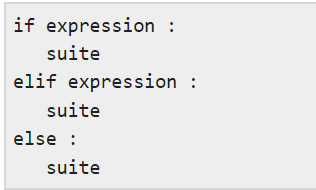 if expression :
   suite
elif expression :
   suite
else :
   suite